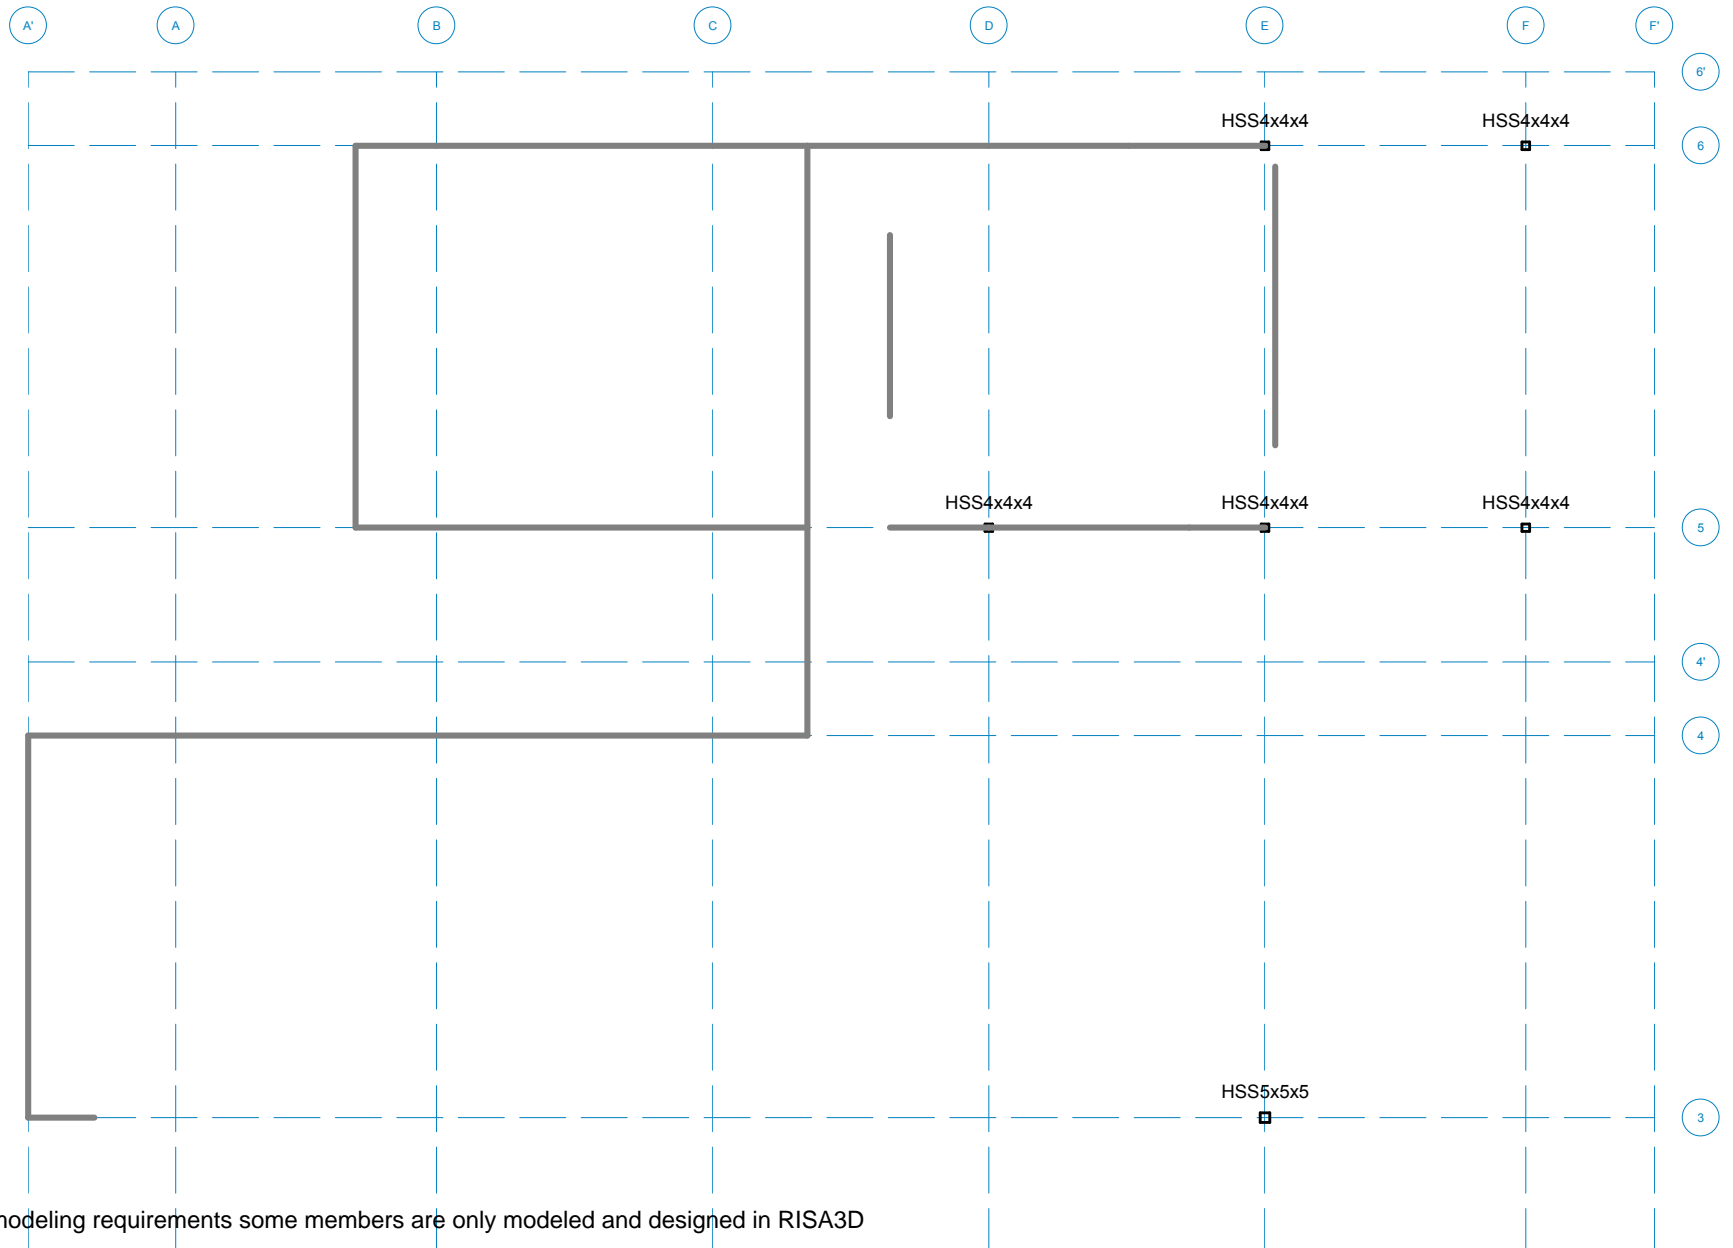 A' A B C D E F F'
6'
HSS4x4x4 HSS4x4x4
6
HSS4x4x4 HSS4x4x4 HSS4x4x4
5
4'
4
HSS5x5x5
3
modeling requirements some members are only modeled and designed in RISA3D